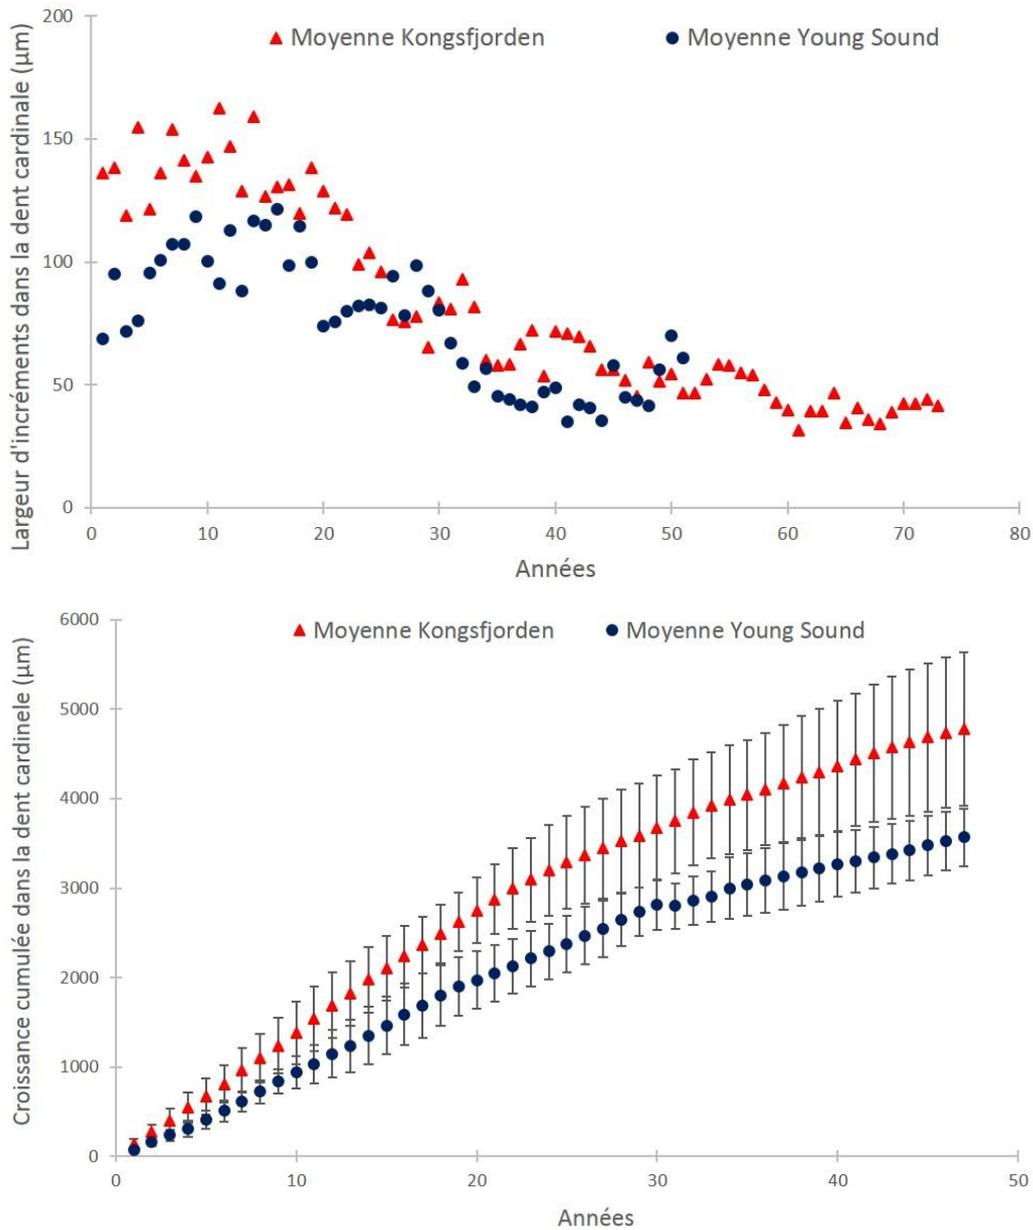 200
Moyenne Kongsfjorden
Moyenne Young Sound
Largeur d'incréments dans la dent cardinale (µm)
150
100
50
0
0 10 20 30 40 50 60 70 80
Années
6000
Moyenne Kongsfjorden
Moyenne Young Sound
Croissance cumulée dans la dent cardinele (µm)
5000
4000
3000
2000
1000
0
0 10 20 30 40 50
Années